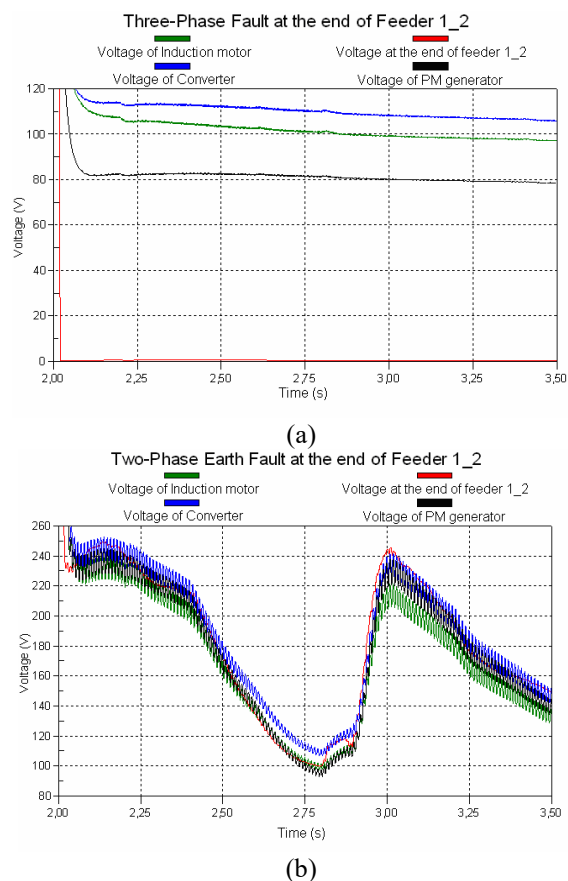 Three-Phase Fault at the end of Feeder 1_2
Voltage of Induction motor Voltage at the end of feeder 1_2
Voltage of Converter Voltage of PM generator
120
100
80
60
40
20
0
Voltage (V)
2,00 2,25 2,50 2,75 3,00 3,25 3,50
Time (s)
(a)
Two-Phase Earth Fault at the end of Feeder 1_2
Voltage of Induction motor Voltage at the end of feeder 1_2
Voltage of Converter Voltage of PM generator
260
240
220
200
180
160
140
120
100
80
Voltage (V)
2,00 2,25 2,50 2,75 3,00 3,25 3,50
Time (s)
(b)